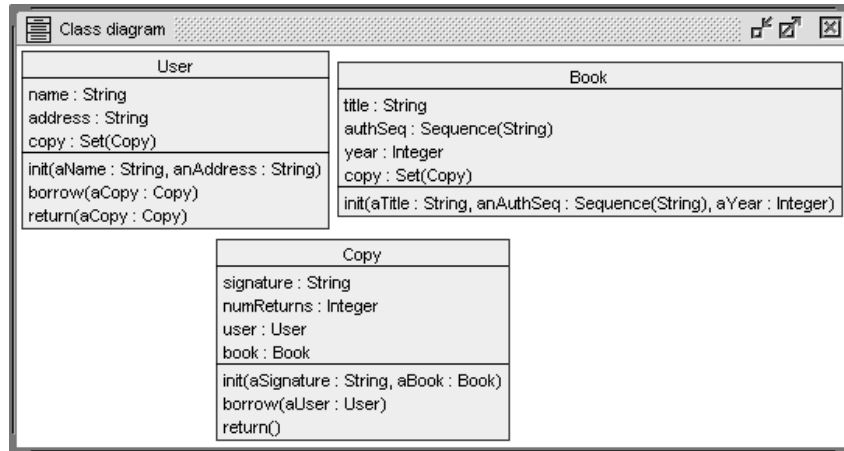 Class diagram
User
name : String
address : String
copy : Set(Copy)
init(aName : String, anAddress : String)
borrow(aCopy : Copy)
return(aCopy : Copy)
Book
title : String
authSeq : Sequence(String)
year : Integer
copy : Set(Copy)
init(aTitle : String, anAuthSeq : Sequence(String), aYear : Integer)
Copy
signature : String
numReturns : Integer
user : User
book : Book
init(aSignature : String, aBook : Book)
borrow(aUser : User)
return()